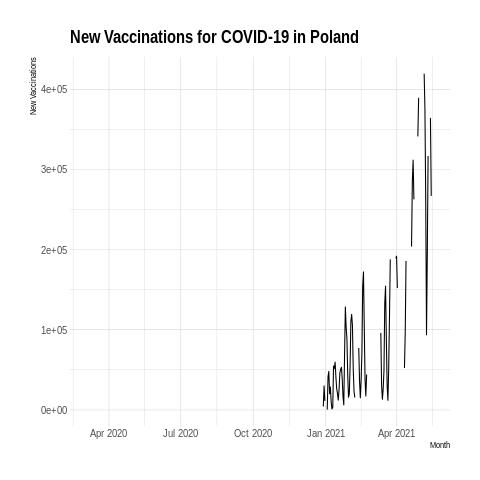 New Vaccinations for COVID-19 in Poland
New Vaccinations
4e+05
3e+05
2e+05
1e+05
0e+00
Apr 2020 Jul 2020 Oct 2020 Jan 2021 Apr 2021
Month